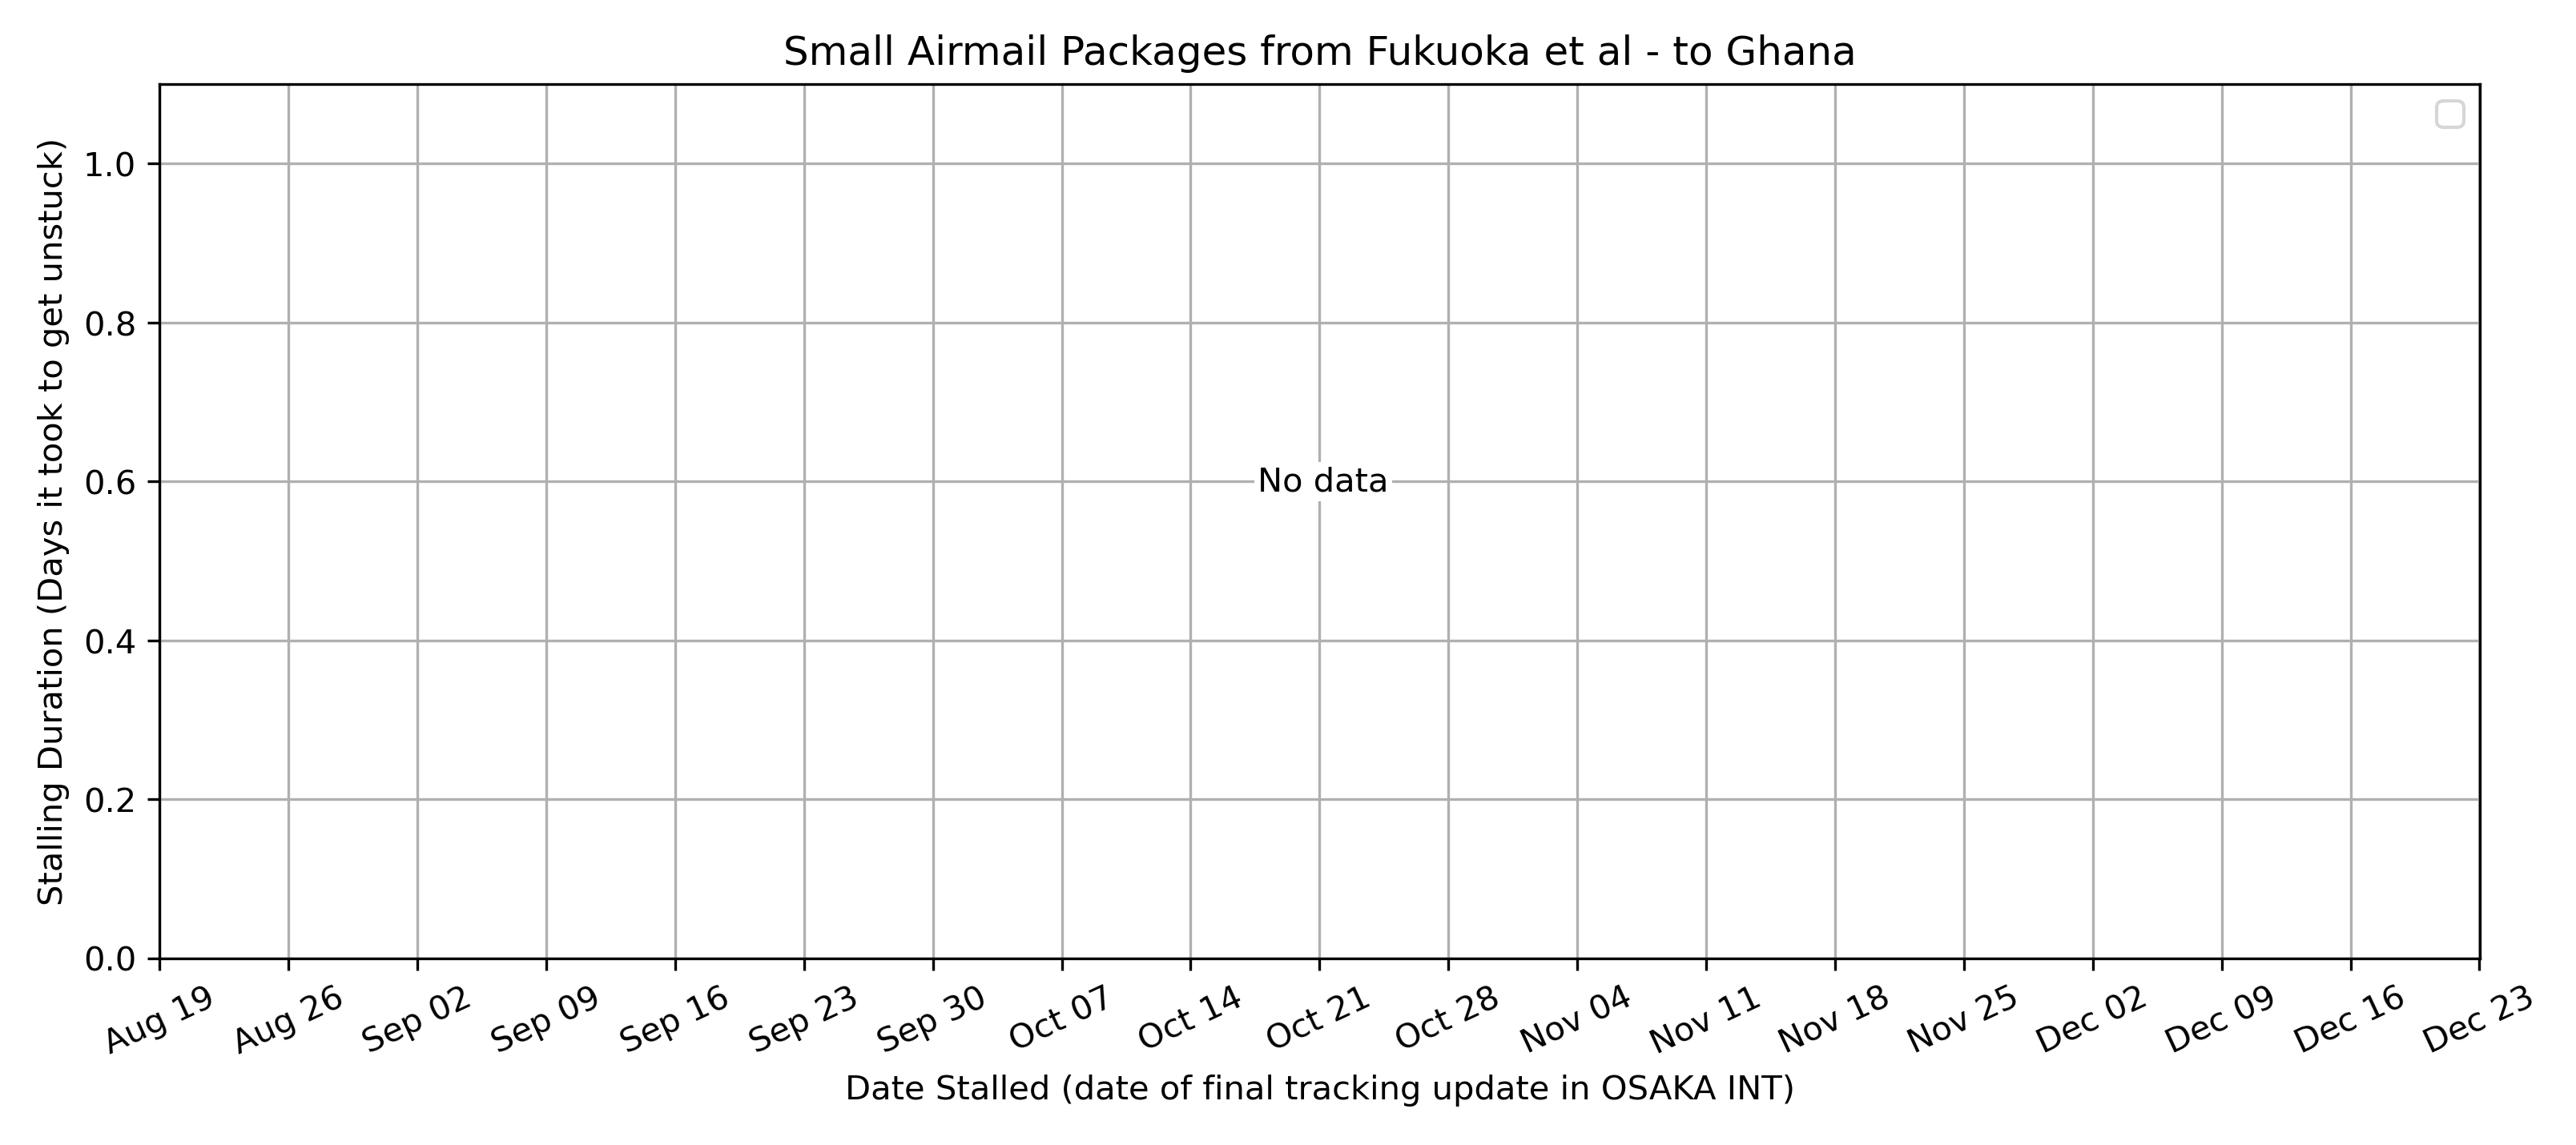 Small Airmail Packages from Fukuoka et al - to Ghana
Stalling Duration (Days it took to get unstuck)
1.0
0.8
0.6
0.4
0.2
0.0
No data
Aug 19
Aug 26
Sep 02
Sep 09
Sep 16
Sep 23
Sep 30
Oct 07
Oct 14
Oct 21
Oct 28
Nov 04
Nov 11
Nov 18
Nov 25
Dec 02
Dec 09
Dec 16
Dec 23
Date Stalled (date of final tracking update in OSAKA INT)